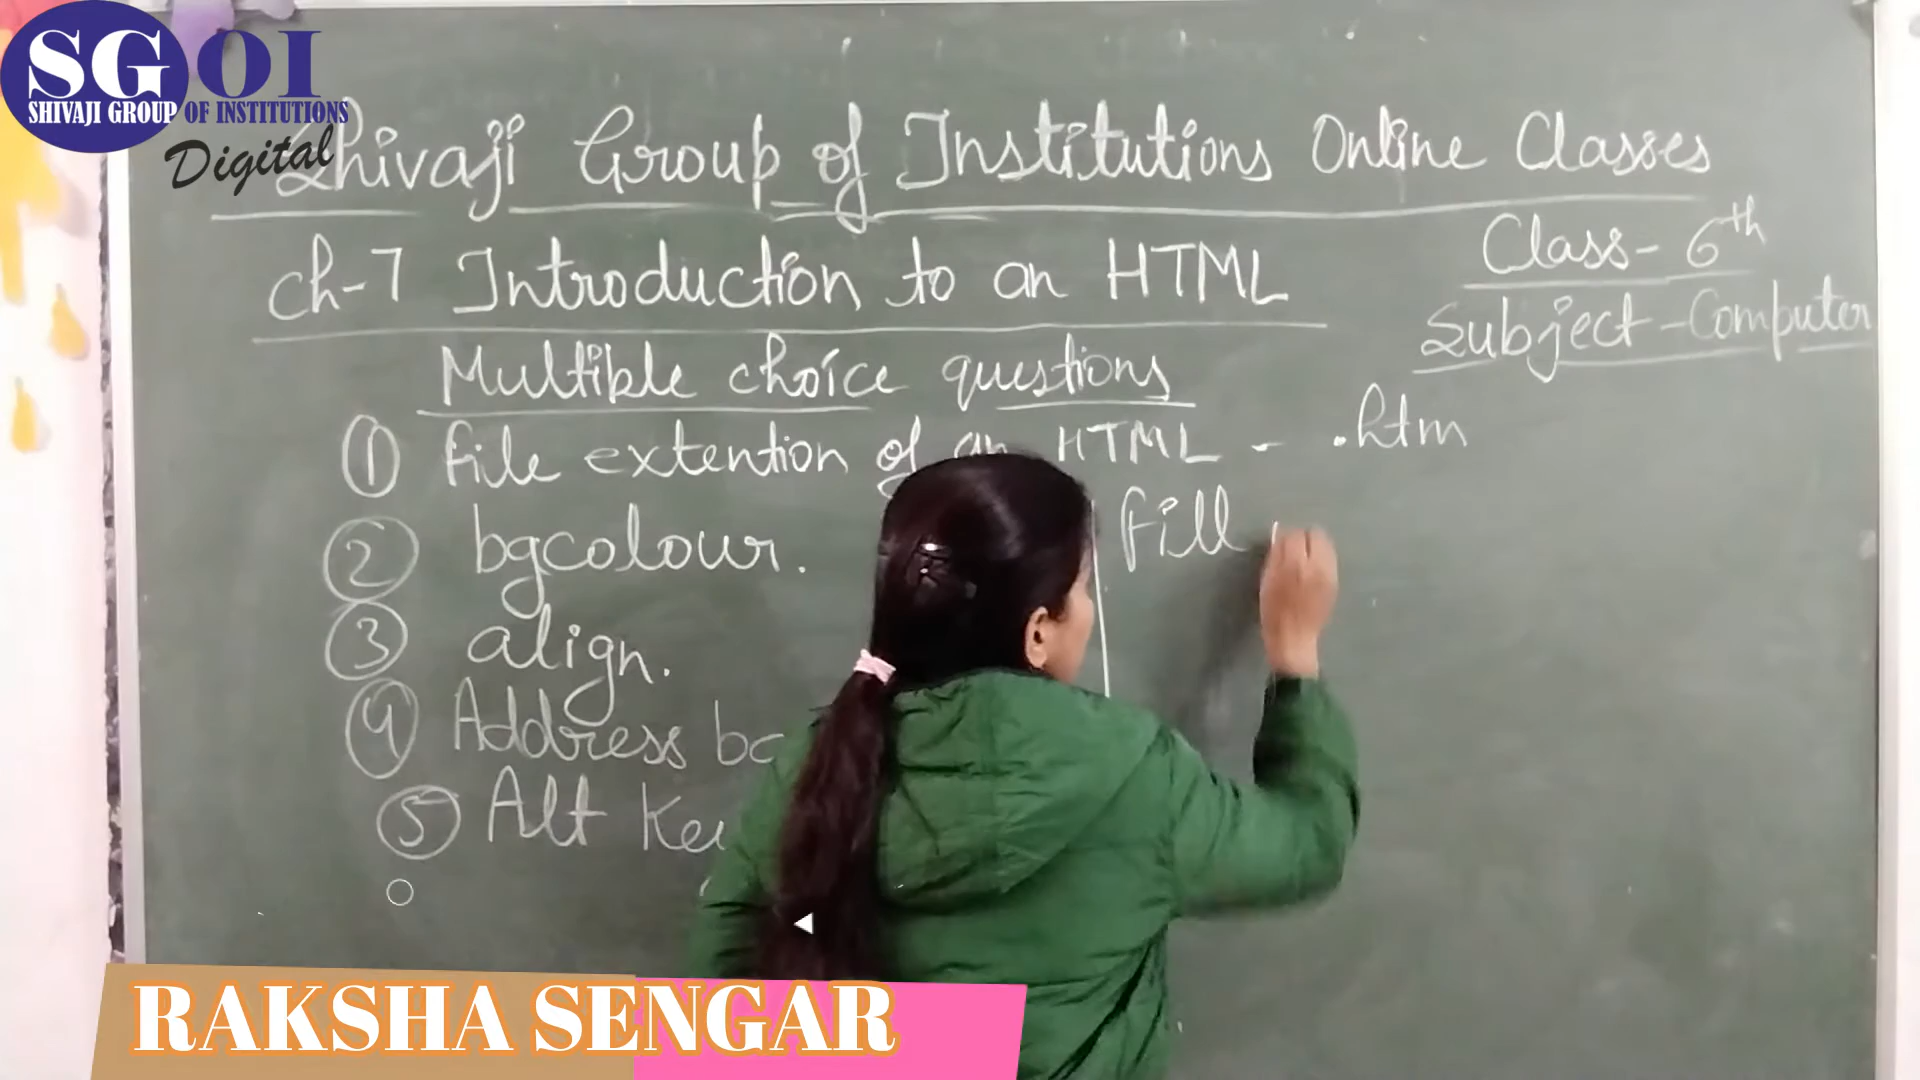 SGOI
SHIVAJI GROUP OF INSTITUTIONS
Digital
Shivaji Group of Institutions Online Classes
Class - 6th
Subject - Computer
Ch-7 Introduction to an HTML
Multiple choice questions
① file extention of an HTML - .htm
② bgcolour.
③ align.
④ Address
⑤ Alt
fill
RAKSHA SENGAR